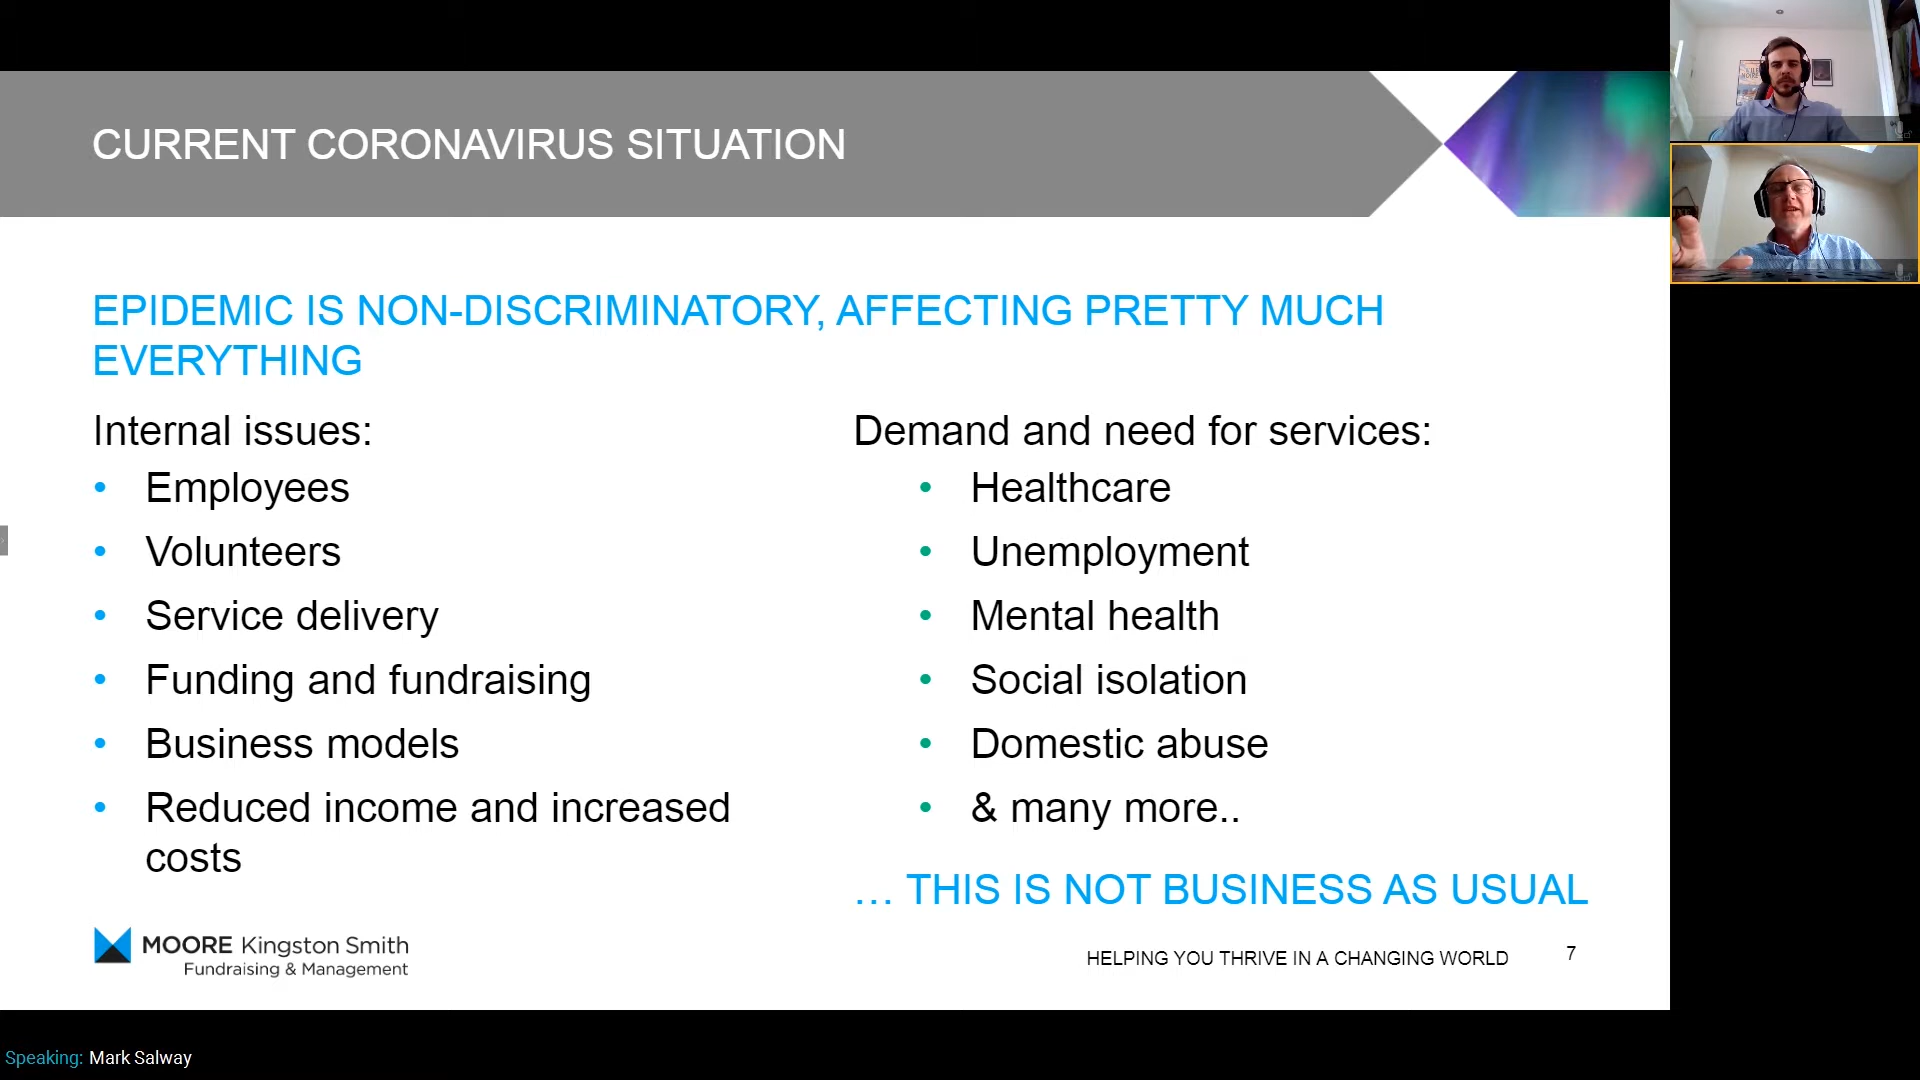 CURRENT CORONAVIRUS SITUATION
EPIDEMIC IS NON-DISCRIMINATORY, AFFECTING PRETTY MUCH
EVERYTHING
Internal issues:
• Employees
• Volunteers
• Service delivery
• Funding and fundraising
• Business models
• Reduced income and increased
costs
Demand and need for services:
• Healthcare
• Unemployment
• Mental health
• Social isolation
• Domestic abuse
• & many more..
… THIS IS NOT BUSINESS AS USUAL
MOORE Kingston Smith
Fundraising & Management
HELPING YOU THRIVE IN A CHANGING WORLD
7
Speaking: Mark Salway